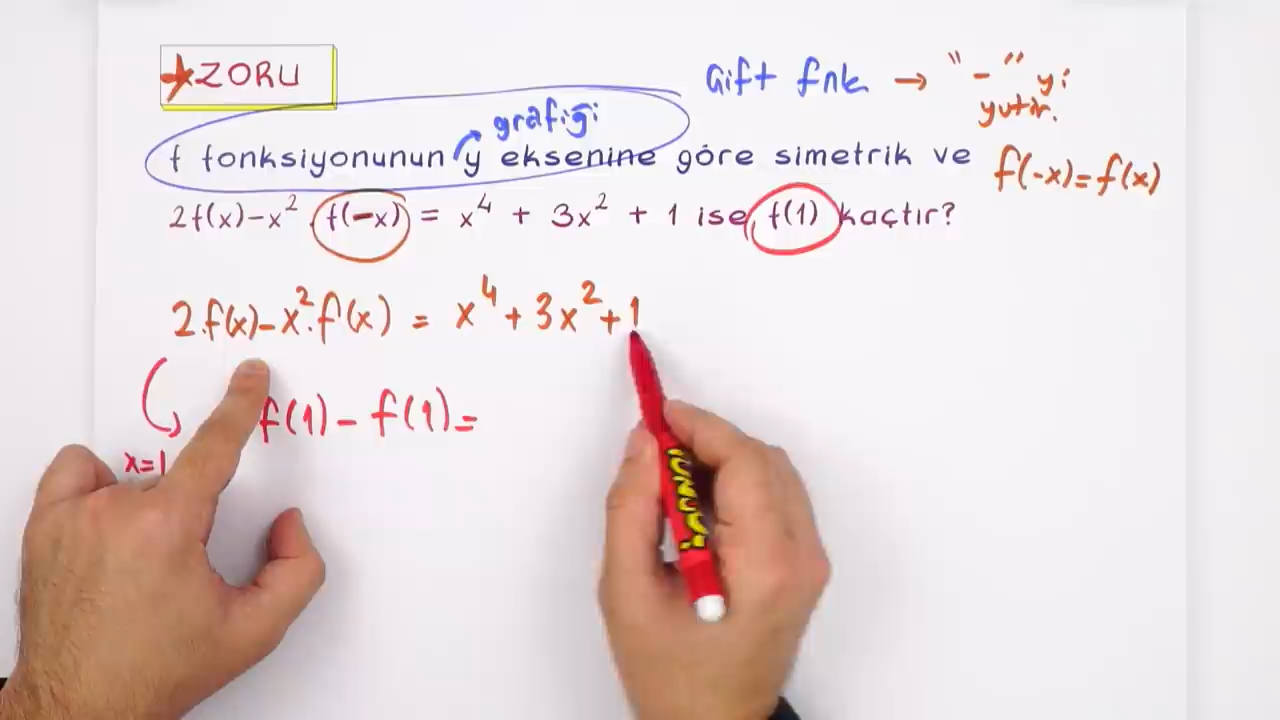 ZORU
Çift fnk → "-" yi
yutir.
grafiği
f fonksiyonunun y eksenine göre simetrik ve
f(-x)=f(x)
2f(x)-x². f(-x) = x⁴ + 3x² + 1 ise, f(1) kaçtır?
2.f(x)-x².f(x) = x⁴+3x²+1
f(1)-f(1)=
x=1